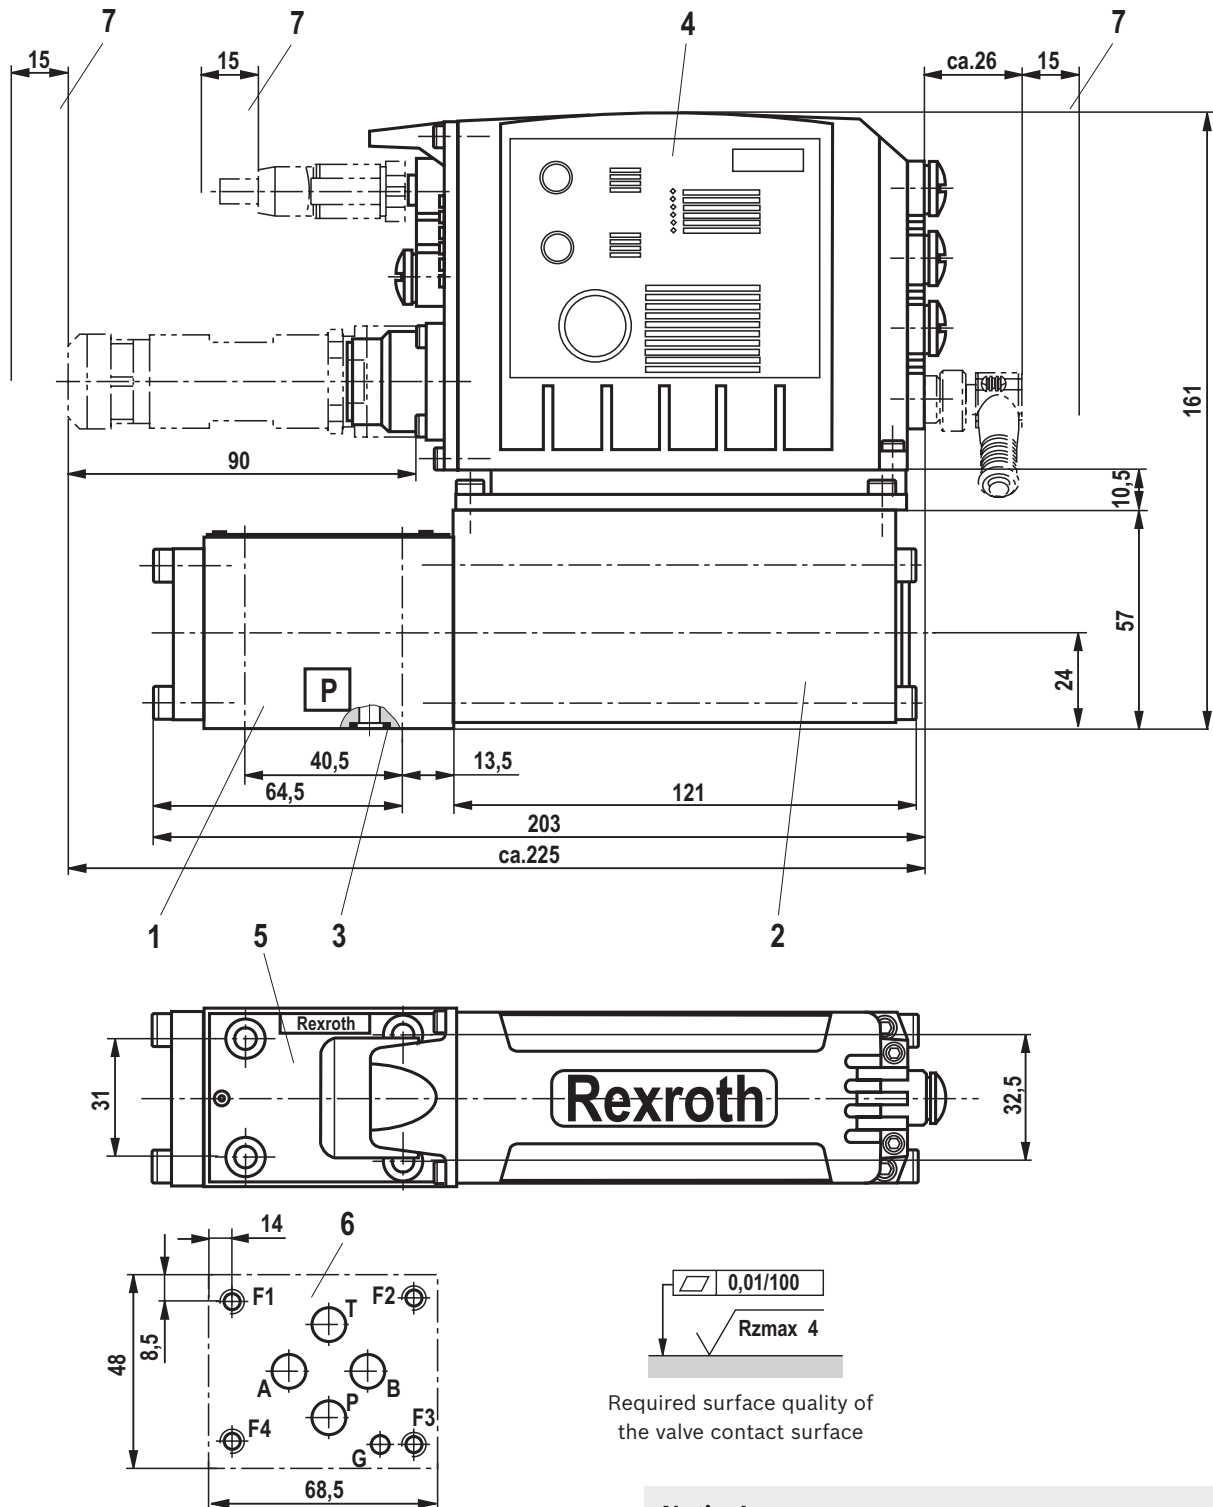 7 7 4 7
15 15 ca.26 15
161
90
10,5
57
24
P
40,5 13,5
64,5 121
203
ca.225
1 5 3 2
Rexroth
31 Rexroth 32,5
14 6
F1 F2 T
8,5
48
A B
P
F4 F3
G
68,5
0,01/100
Rzmax 4
Required surface quality of
the valve contact surface